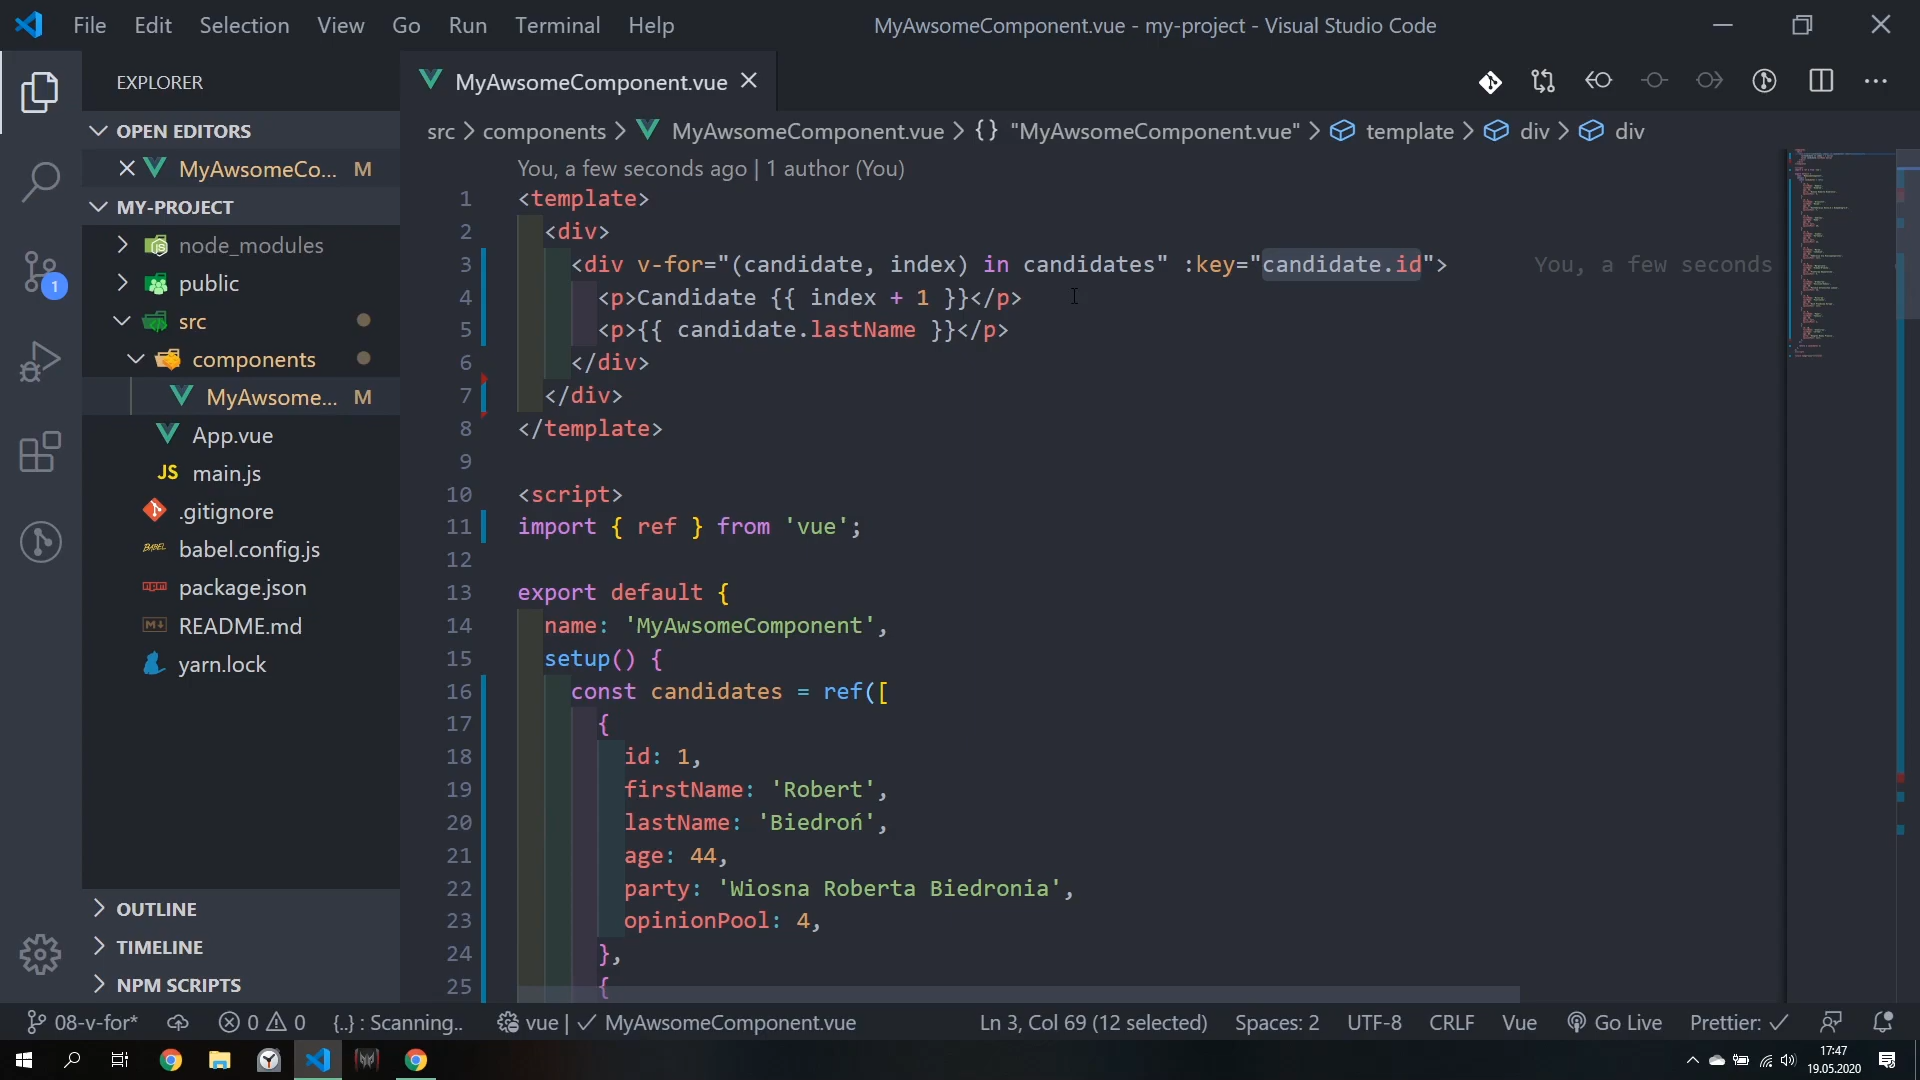 File Edit Selection View Go Run Terminal Help MyAwsomeComponent.vue - my-project - Visual Studio Code
EXPLORER
MyAwsomeComponent.vue
OPEN EDITORS
MyAwsomeCo... M
MY-PROJECT
node_modules
public
src
components
MyAwsome... M
App.vue
JS main.js
.gitignore
BABEL babel.config.js
package.json
README.md
yarn.lock
OUTLINE
TIMELINE
NPM SCRIPTS
1
src > components > MyAwsomeComponent.vue > {} "MyAwsomeComponent.vue" > template > div > div
You, a few seconds ago | 1 author (You)
1 <template>
2 <div>
3 <div v-for="(candidate, index) in candidates" :key="candidate.id"> You, a few seconds
4 <p>Candidate {{ index + 1 }}</p>
5 <p>{{ candidate.lastName }}</p>
6 </div>
7 </div>
8 </template>
9
10 <script>
11 import { ref } from 'vue';
12
13 export default {
14 name: 'MyAwsomeComponent',
15 setup() {
16 const candidates = ref([
17 {
18 id: 1,
19 firstName: 'Robert',
20 lastName: 'Biedroń',
21 age: 44,
22 party: 'Wiosna Roberta Biedronia',
23 opinionPool: 4,
24 },
25 {
08-v-for* 0 0 {..} : Scanning.. vue | ✓ MyAwsomeComponent.vue Ln 3, Col 69 (12 selected) Spaces: 2 UTF-8 CRLF Vue Go Live Prettier: ✓
17:47
19.05.2020